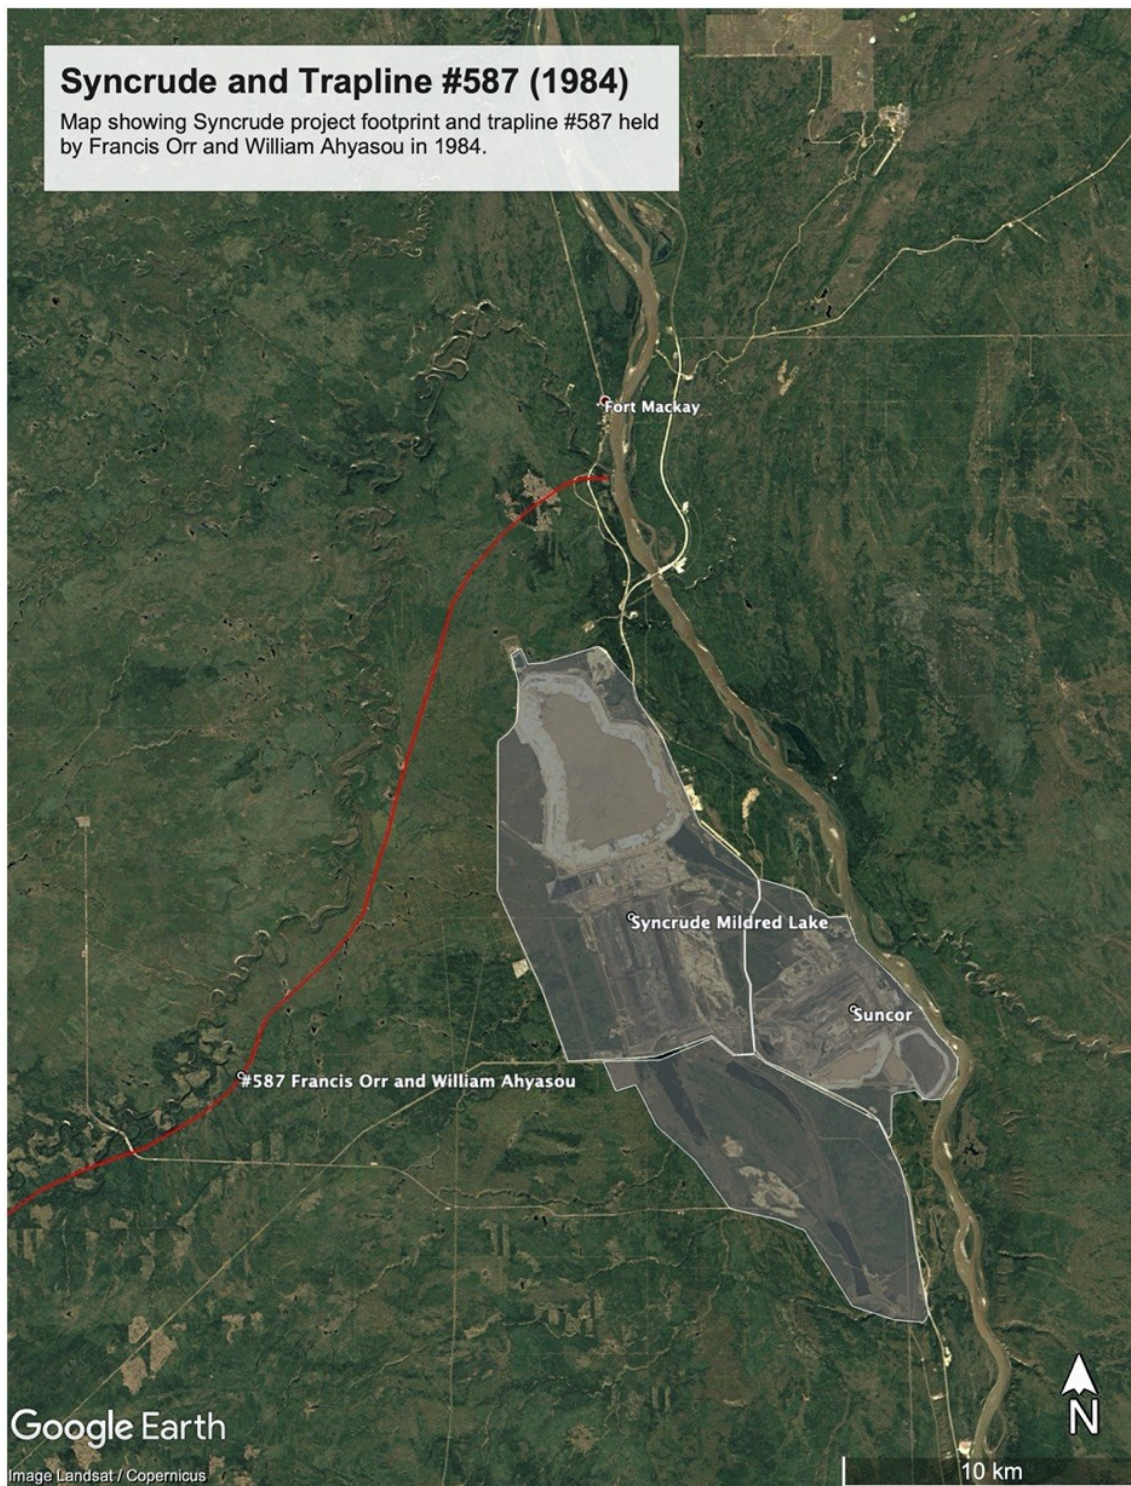 Syncrude and Trapline #587 (1984)
Map showing Syncrude project footprint and trapline #587 held
by Francis Orr and William Ahyasou in 1984.
Fort Mackay
Syncrude Mildred Lake
Suncor
#587 Francis Orr and William Ahyasou
N
Google Earth
Image Landsat / Copernicus
10 km